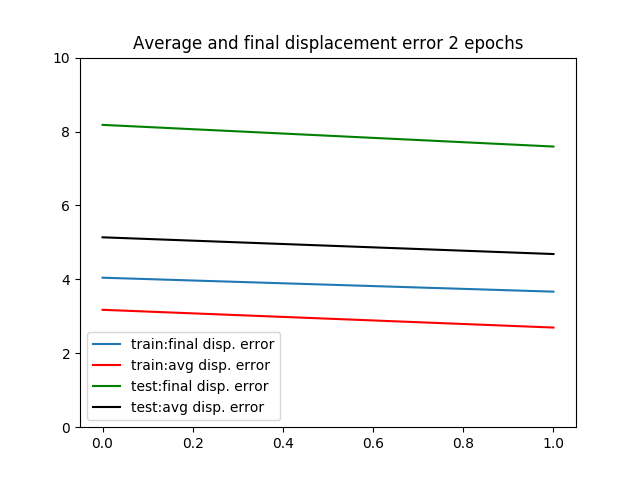 Average and final displacement error 2 epochs
10
8
6
4
2
0
train:final disp. error
train:avg disp. error
test:final disp. error
test:avg disp. error
0.0 0.2 0.4 0.6 0.8 1.0